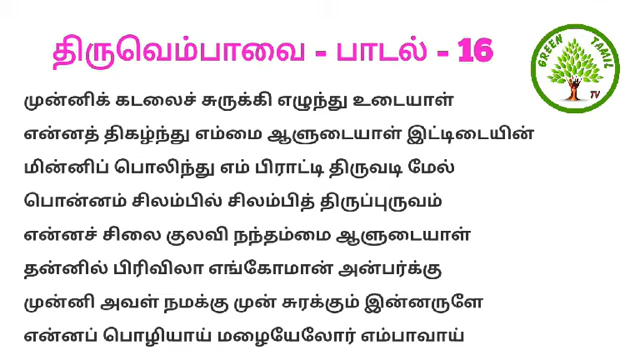 திருவெம்பாவை - பாடல் - 16
GREEN TAMIL TV
முன்னிக் கடலைச் சுருக்கி எழுந்து உடையாள்
என்னத் திகழ்ந்து எம்மை ஆளுடையாள் இட்டிடையின்
மின்னிப் பொலிந்து எம் பிராட்டி திருவடி மேல்
பொன்னம் சிலம்பில் சிலம்பித் திருப்புருவம்
என்னச் சிலை குலவி நந்தம்மை ஆளுடையாள்
தன்னில் பிரிவிலா எங்கோமான் அன்பர்க்கு
முன்னி அவள் நமக்கு முன் சுரக்கும் இன்னருளே
என்னப் பொழியாய் மழையேலோர் எம்பாவாய்